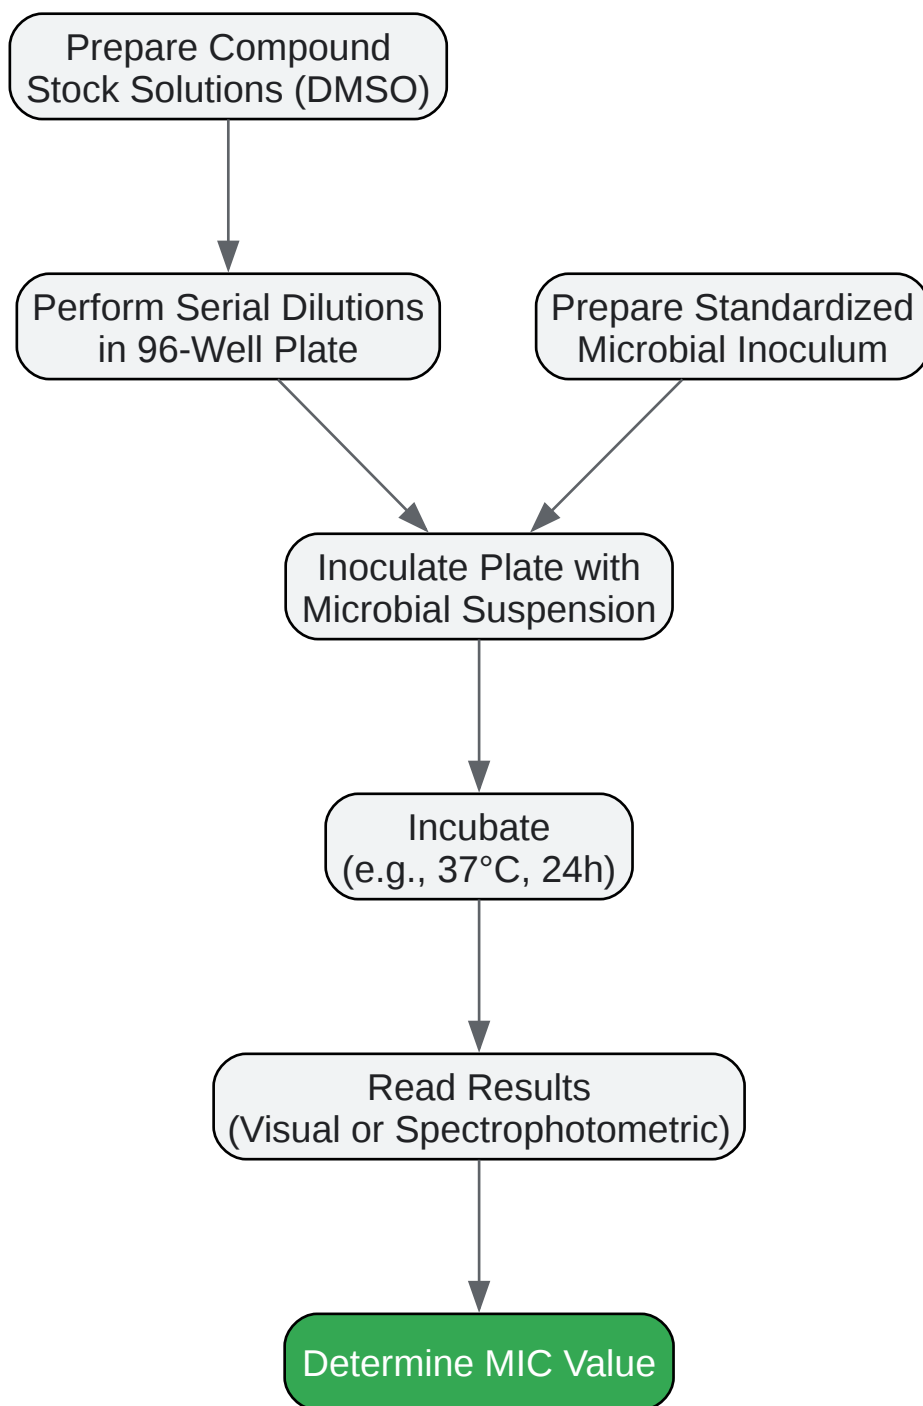 Prepare Compound
Stock Solutions (DMSO)
Perform Serial Dilutions
in 96-Well Plate
Prepare Standardized
Microbial Inoculum
Inoculate Plate with
Microbial Suspension
Incubate
(e.g., 37°C, 24h)
Read Results
(Visual or Spectrophotometric)
Determine MIC Value